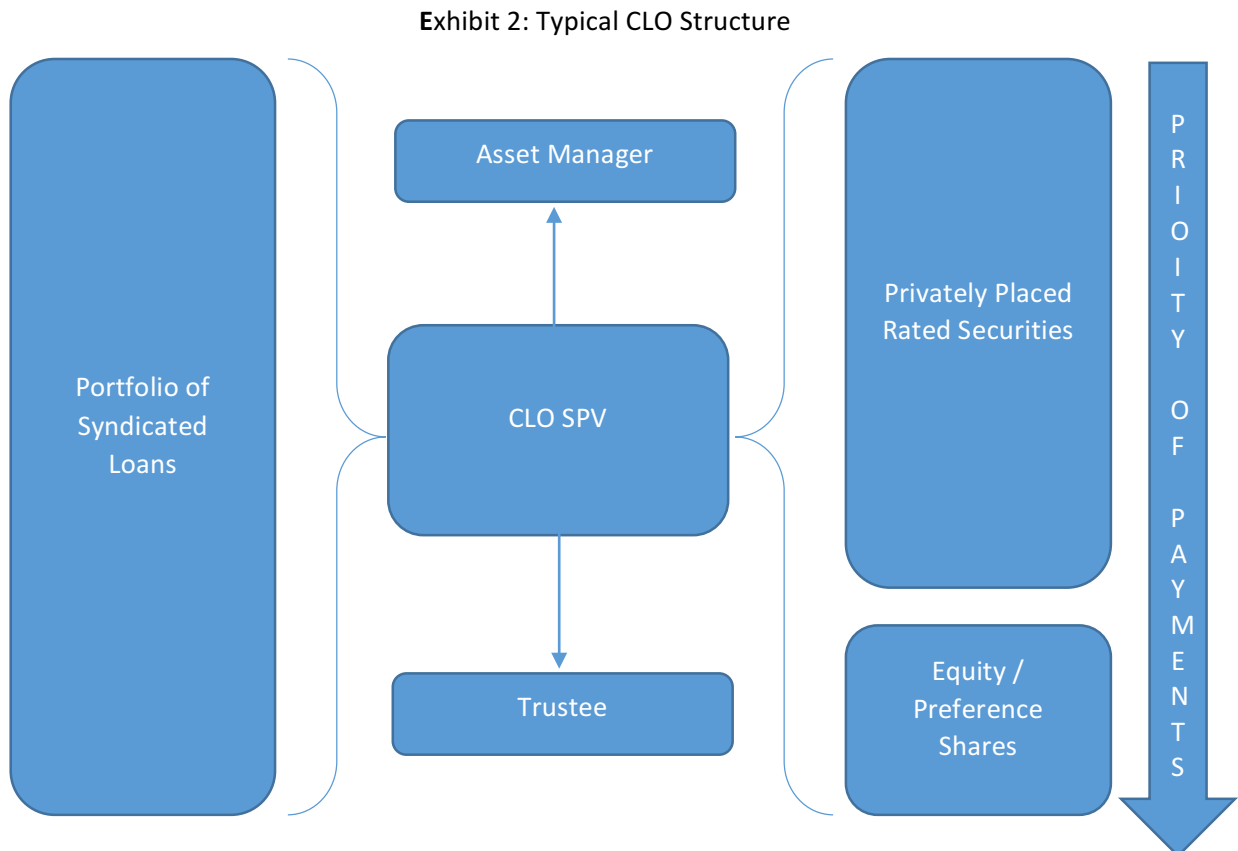 Exhibit 2: Typical CLO Structure
Portfolio of
Syndicated
Loans
Asset Manager
CLO SPV
Trustee
Privately Placed
Rated Securities
Equity /
Preference
Shares
P
R
I
O
I
T
Y
O
F
P
A
Y
M
E
N
T
S